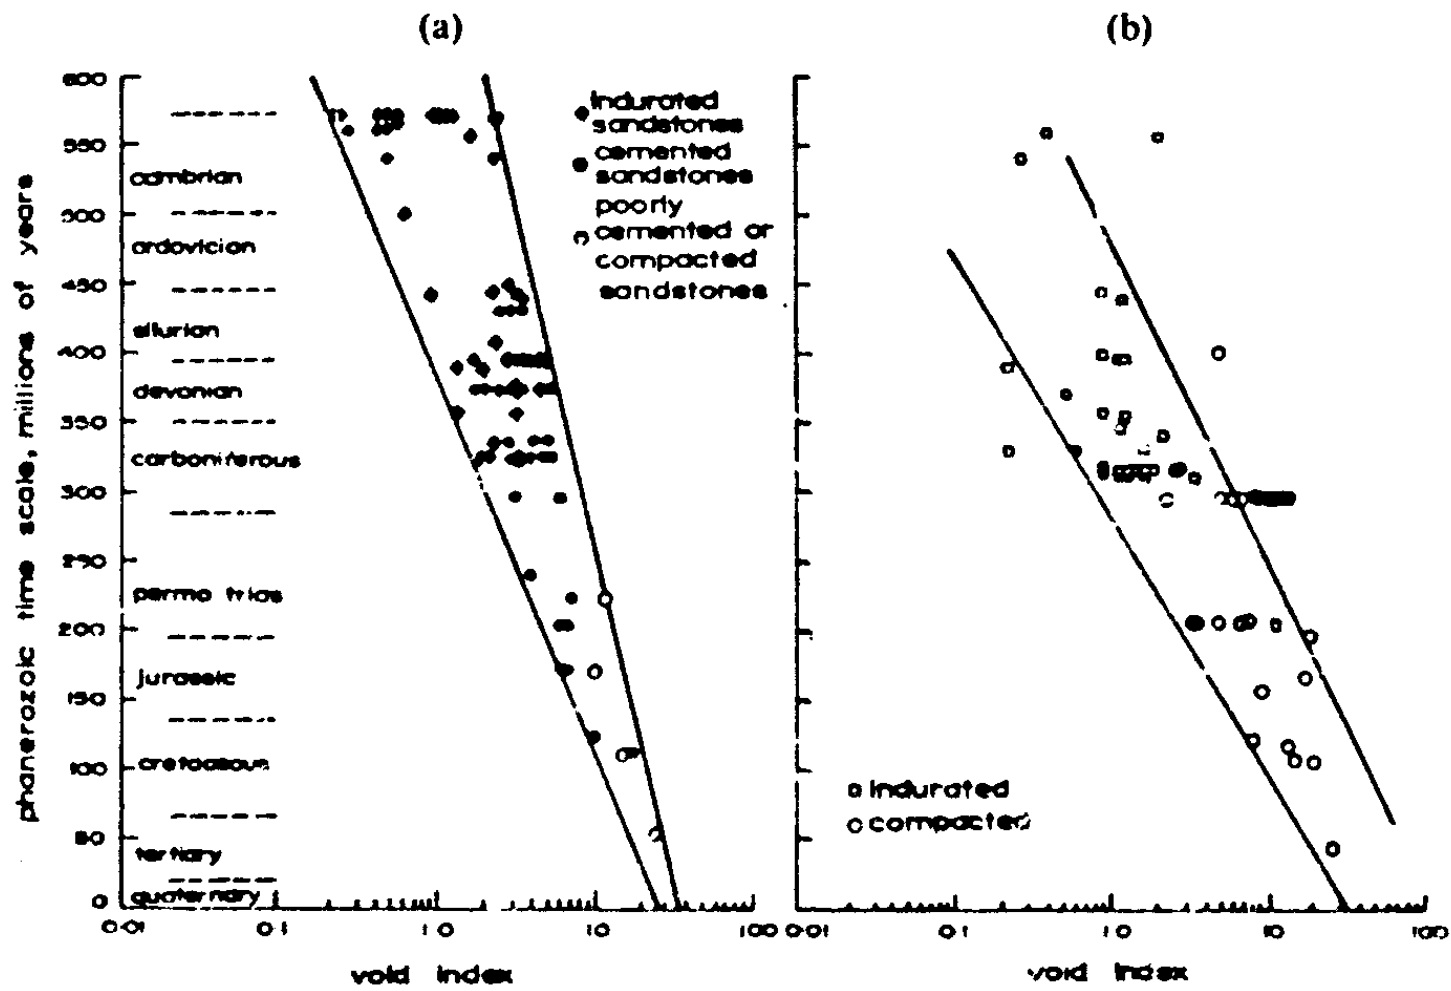 (a)
(b)
600
550
500
450
400
350
300
250
200
150
100
50
0
phanerozoic time scale, millions of years
cambrian
ordovician
silurian
devonian
carboniferous
permo trias
jurassic
cretaceous
tertiary
quaternary
indurated
sandstones
cemented
sandstones
poorly
cemented or
compacted
sandstones
indurated
compacted
0·01 0·1 1·0 10 100
0·01 0·1 1·0 10 100
void index
void index